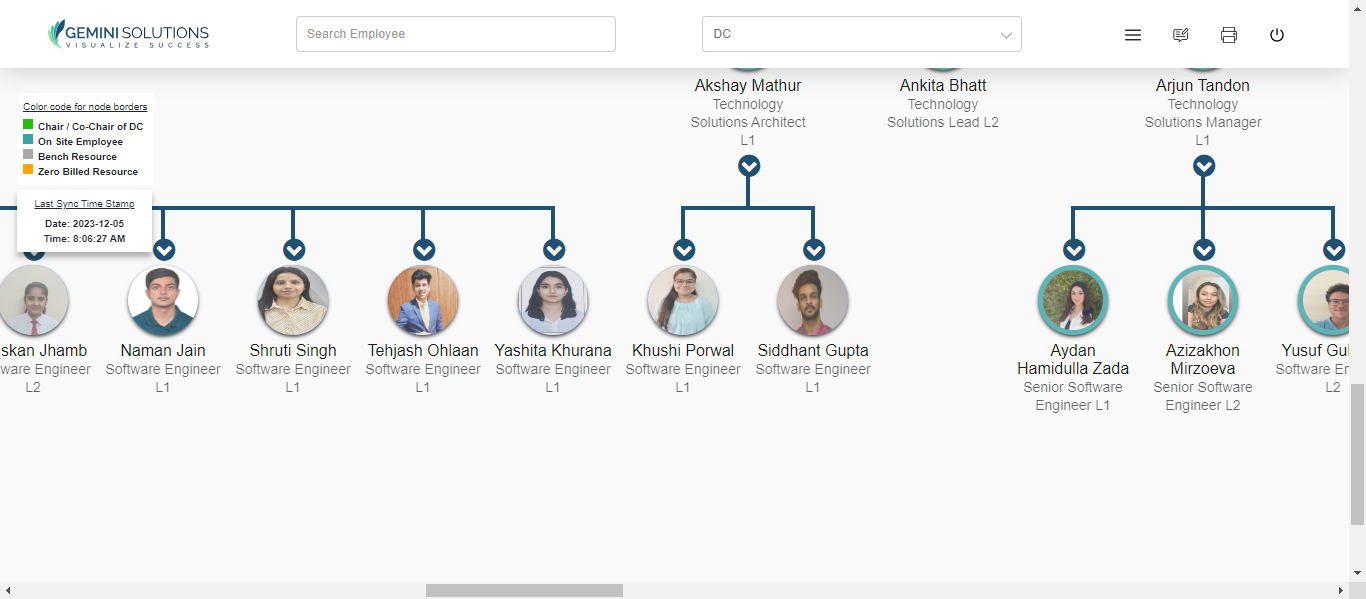 GEMINI SOLUTIONS
VISUALIZE SUCCESS
Search Employee
DC
Color code for node borders
Chair / Co-Chair of DC
On Site Employee
Bench Resource
Zero Billed Resource
Last Sync Time Stamp
Date: 2023-12-05
Time: 8:06:27 AM
Akshay Mathur
Technology
Solutions Architect
L1
Ankita Bhatt
Technology
Solutions Lead L2
Arjun Tandon
Technology
Solutions Manager
L1
skan Jhamb
ware Engineer
L2
Naman Jain
Software Engineer
L1
Shruti Singh
Software Engineer
L1
Tehjash Ohlaan
Software Engineer
L1
Yashita Khurana
Software Engineer
L1
Khushi Porwal
Software Engineer
L1
Siddhant Gupta
Software Engineer
L1
Aydan
Hamidulla Zada
Senior Software
Engineer L1
Azizakhon
Mirzoeva
Senior Software
Engineer L2
Yusuf Gul
Software En
L2